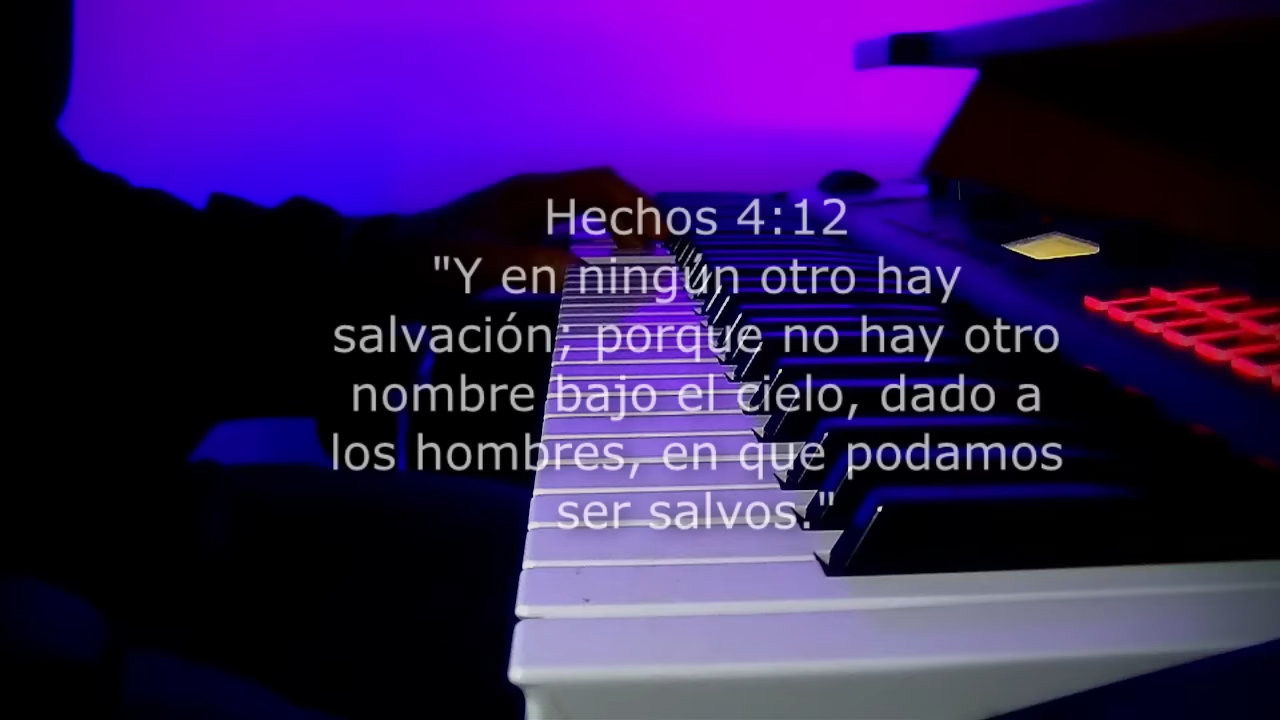 Hechos 4:12
"Y en ningún otro hay
salvación; porque no hay otro
nombre bajo el cielo, dado a
los hombres, en que podamos
ser salvos."